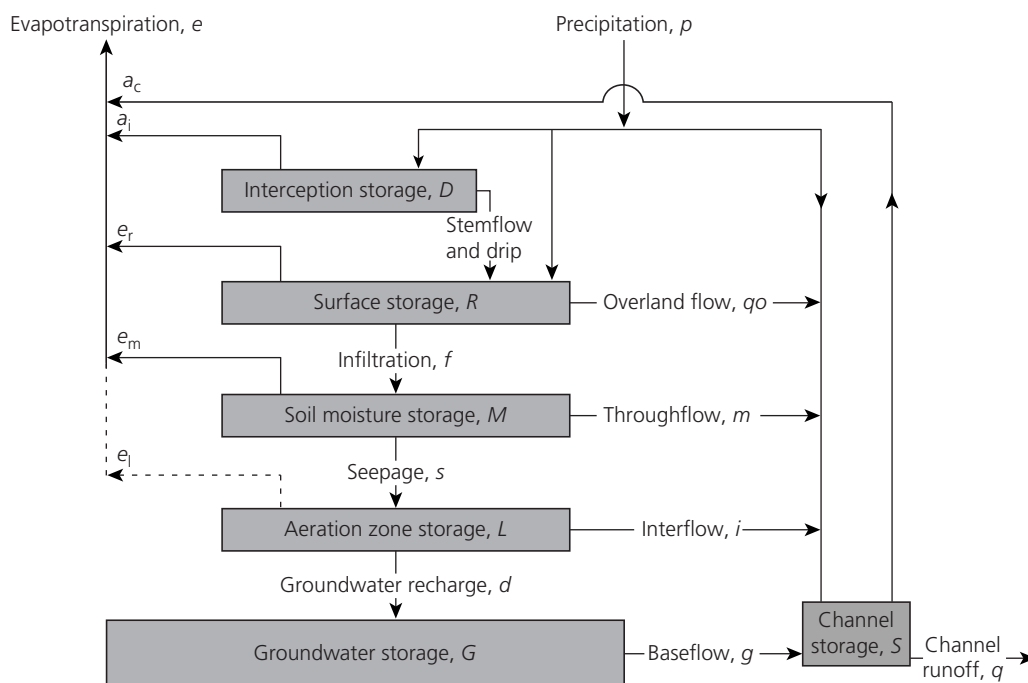 Evapotranspiration, e
Precipitation, p
a_c
a_i
Interception storage, D
Stemflow
and drip
e_r
Surface storage, R
Overland flow, qo
Infiltration, f
e_m
Soil moisture storage, M
Throughflow, m
Seepage, s
e_l
Aeration zone storage, L
Interflow, i
Groundwater recharge, d
Groundwater storage, G
Baseflow, g
Channel
storage, S
Channel
runoff, q